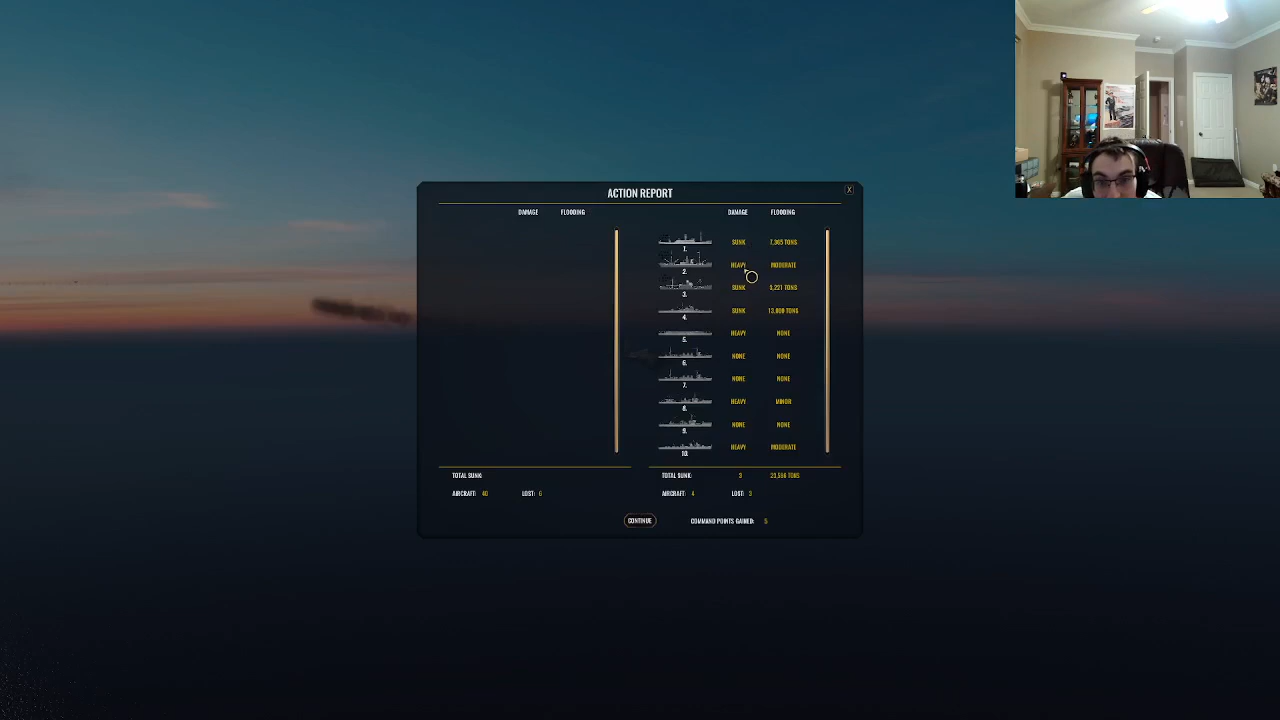 ACTION REPORT
X
DAMAGE FLOODING DAMAGE FLOODING
1. SUNK 7,365 TONS
2. HEAVY MODERATE
3. SUNK TONS
4. SUNK TONS
5. HEAVY NONE
6. NONE NONE
7. NONE NONE
8. HEAVY MINOR
9. NONE NONE
10. HEAVY MODERATE
TOTAL SUNK: TOTAL SUNK: 3 TONS
AIRCRAFT: 40 LOST: 6 AIRCRAFT: 4 LOST: 3
CONTINUE COMMAND POINTS GAINED: 5